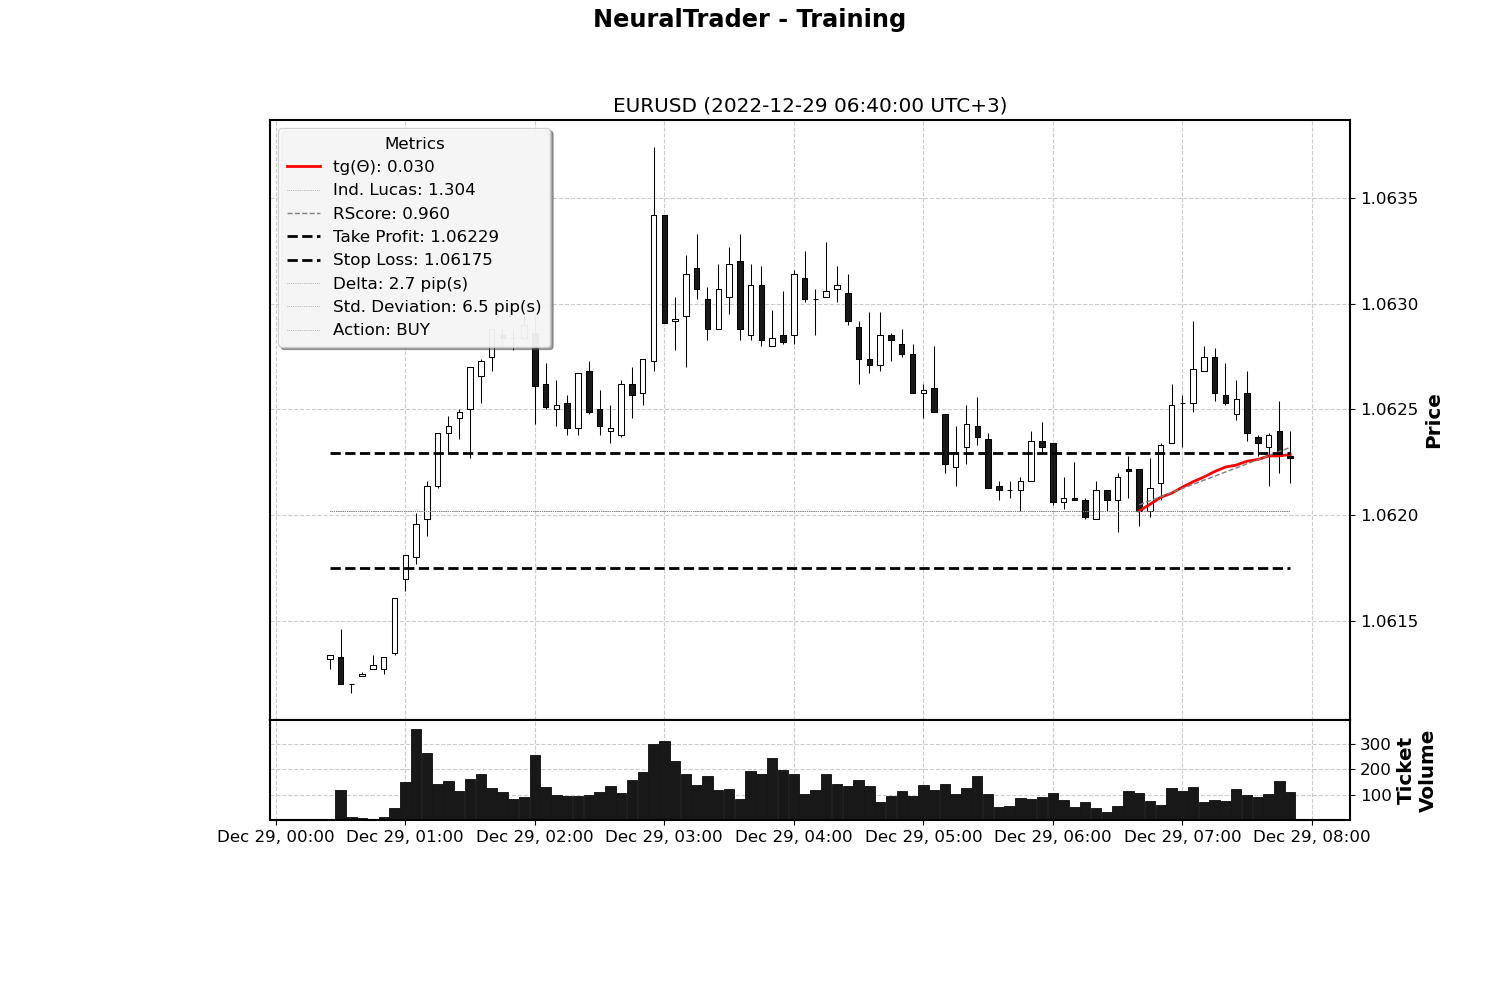 NeuralTrader - Training
EURUSD (2022-12-29 06:40:00 UTC+3)
Metrics
tg(Θ): 0.030
Ind. Lucas: 1.304
RScore: 0.960
Take Profit: 1.06229
Stop Loss: 1.06175
Delta: 2.7 pip(s)
Std. Deviation: 6.5 pip(s)
Action: BUY
1.0635
1.0630
1.0625
1.0620
1.0615
Price
300
200
100
Ticket
Volume
Dec 29, 00:00
Dec 29, 01:00
Dec 29, 02:00
Dec 29, 03:00
Dec 29, 04:00
Dec 29, 05:00
Dec 29, 06:00
Dec 29, 07:00
Dec 29, 08:00